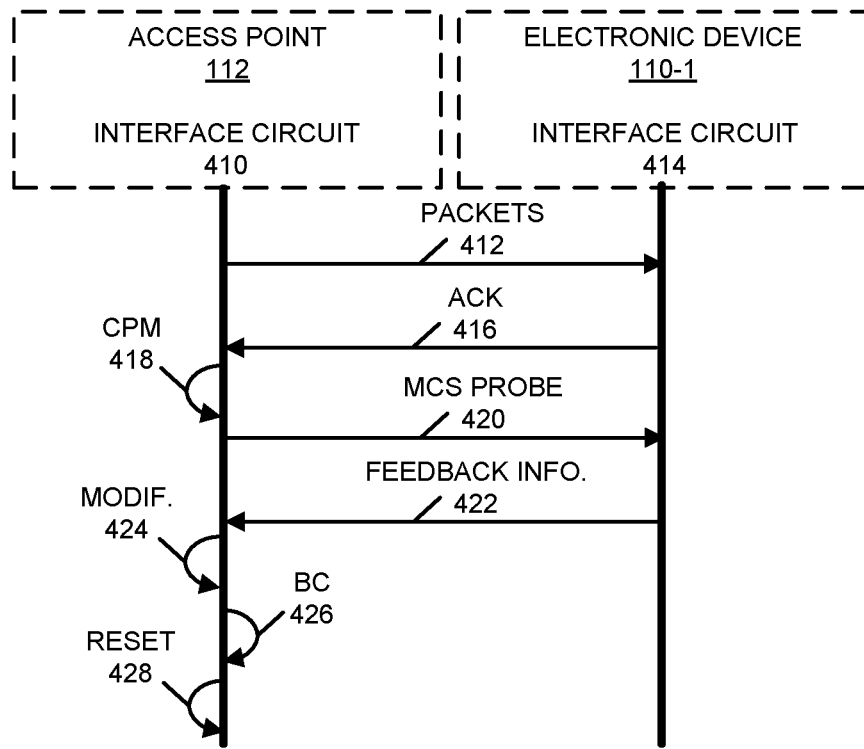 ACCESS POINT
112
INTERFACE CIRCUIT
410
ELECTRONIC DEVICE
110-1
INTERFACE CIRCUIT
414
PACKETS
412
ACK
416
CPM
418
MCS PROBE
420
FEEDBACK INFO.
422
MODIF.
424
BC
426
RESET
428